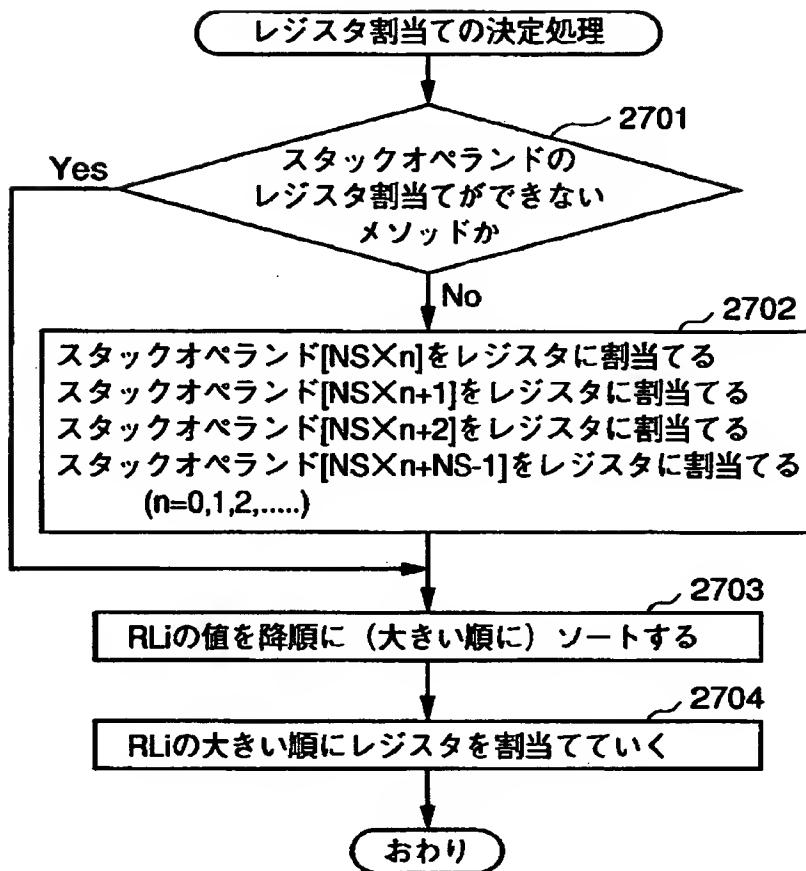 レジスタ割当ての決定処理
2701
スタックオペランドの
レジスタ割当てができない
メソッドか
Yes
No
2702
スタックオペランド[NS×n]をレジスタに割当てる
スタックオペランド[NS×n+1]をレジスタに割当てる
スタックオペランド[NS×n+2]をレジスタに割当てる
スタックオペランド[NS×n+NS-1]をレジスタに割当てる
(n=0,1,2,.....)
2703
RLiの値を降順に（大きい順に）ソートする
2704
RLiの大きい順にレジスタを割当てていく
おわり